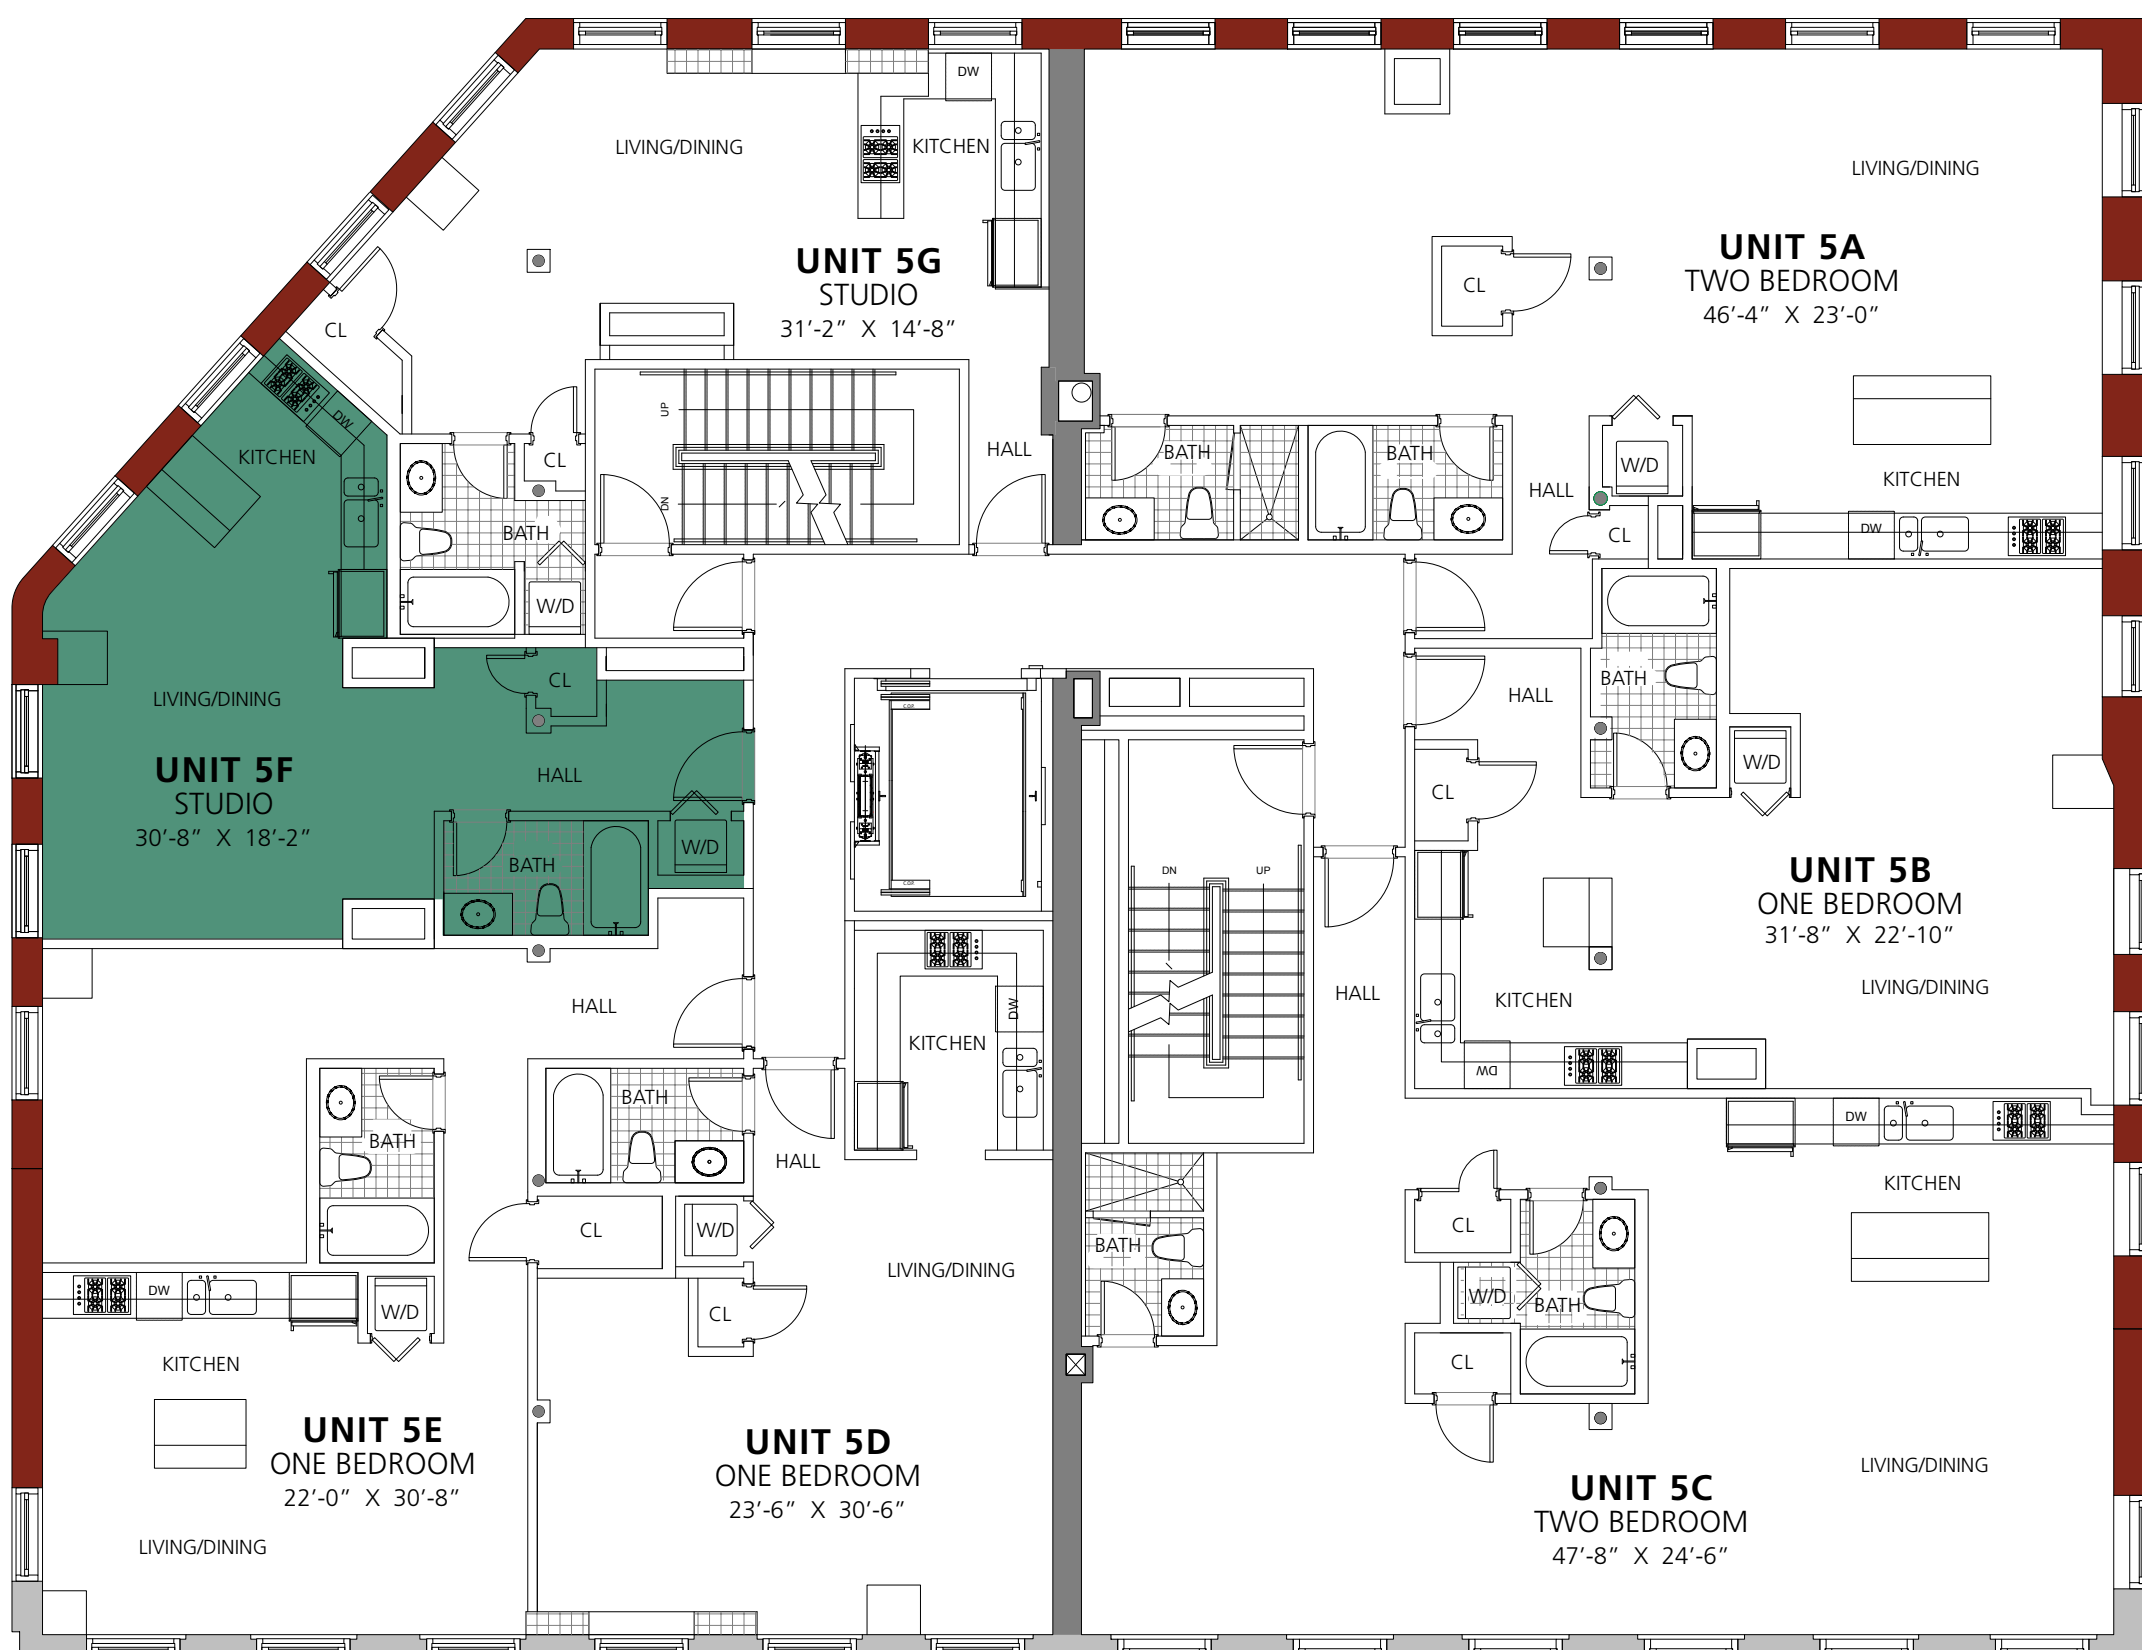 DW
LIVING/DINING
KITCHEN
UNIT 5G
STUDIO
31'-2" X 14'-8"
CL
CL
UP
DN
HALL
BATH
W/D
LIVING/DINING
UNIT 5A
TWO BEDROOM
46'-4" X 23'-0"
CL
BATH
BATH
HALL
W/D
CL
KITCHEN
DW
DW
KITCHEN
LIVING/DINING
CL
UNIT 5F
STUDIO
30'-8" X 18'-2"
HALL
BATH
W/D
HALL
BATH
W/D
CL
UNIT 5B
ONE BEDROOM
31'-8" X 22'-10"
LIVING/DINING
KITCHEN
DW
DN
UP
HALL
HALL
BATH
W/D
DW
KITCHEN
UNIT 5E
ONE BEDROOM
22'-0" X 30'-8"
LIVING/DINING
DW
KITCHEN
BATH
HALL
CL
W/D
CL
LIVING/DINING
UNIT 5D
ONE BEDROOM
23'-6" X 30'-6"
DW
KITCHEN
BATH
CL
W/D
BATH
CL
LIVING/DINING
UNIT 5C
TWO BEDROOM
47'-8" X 24'-6"